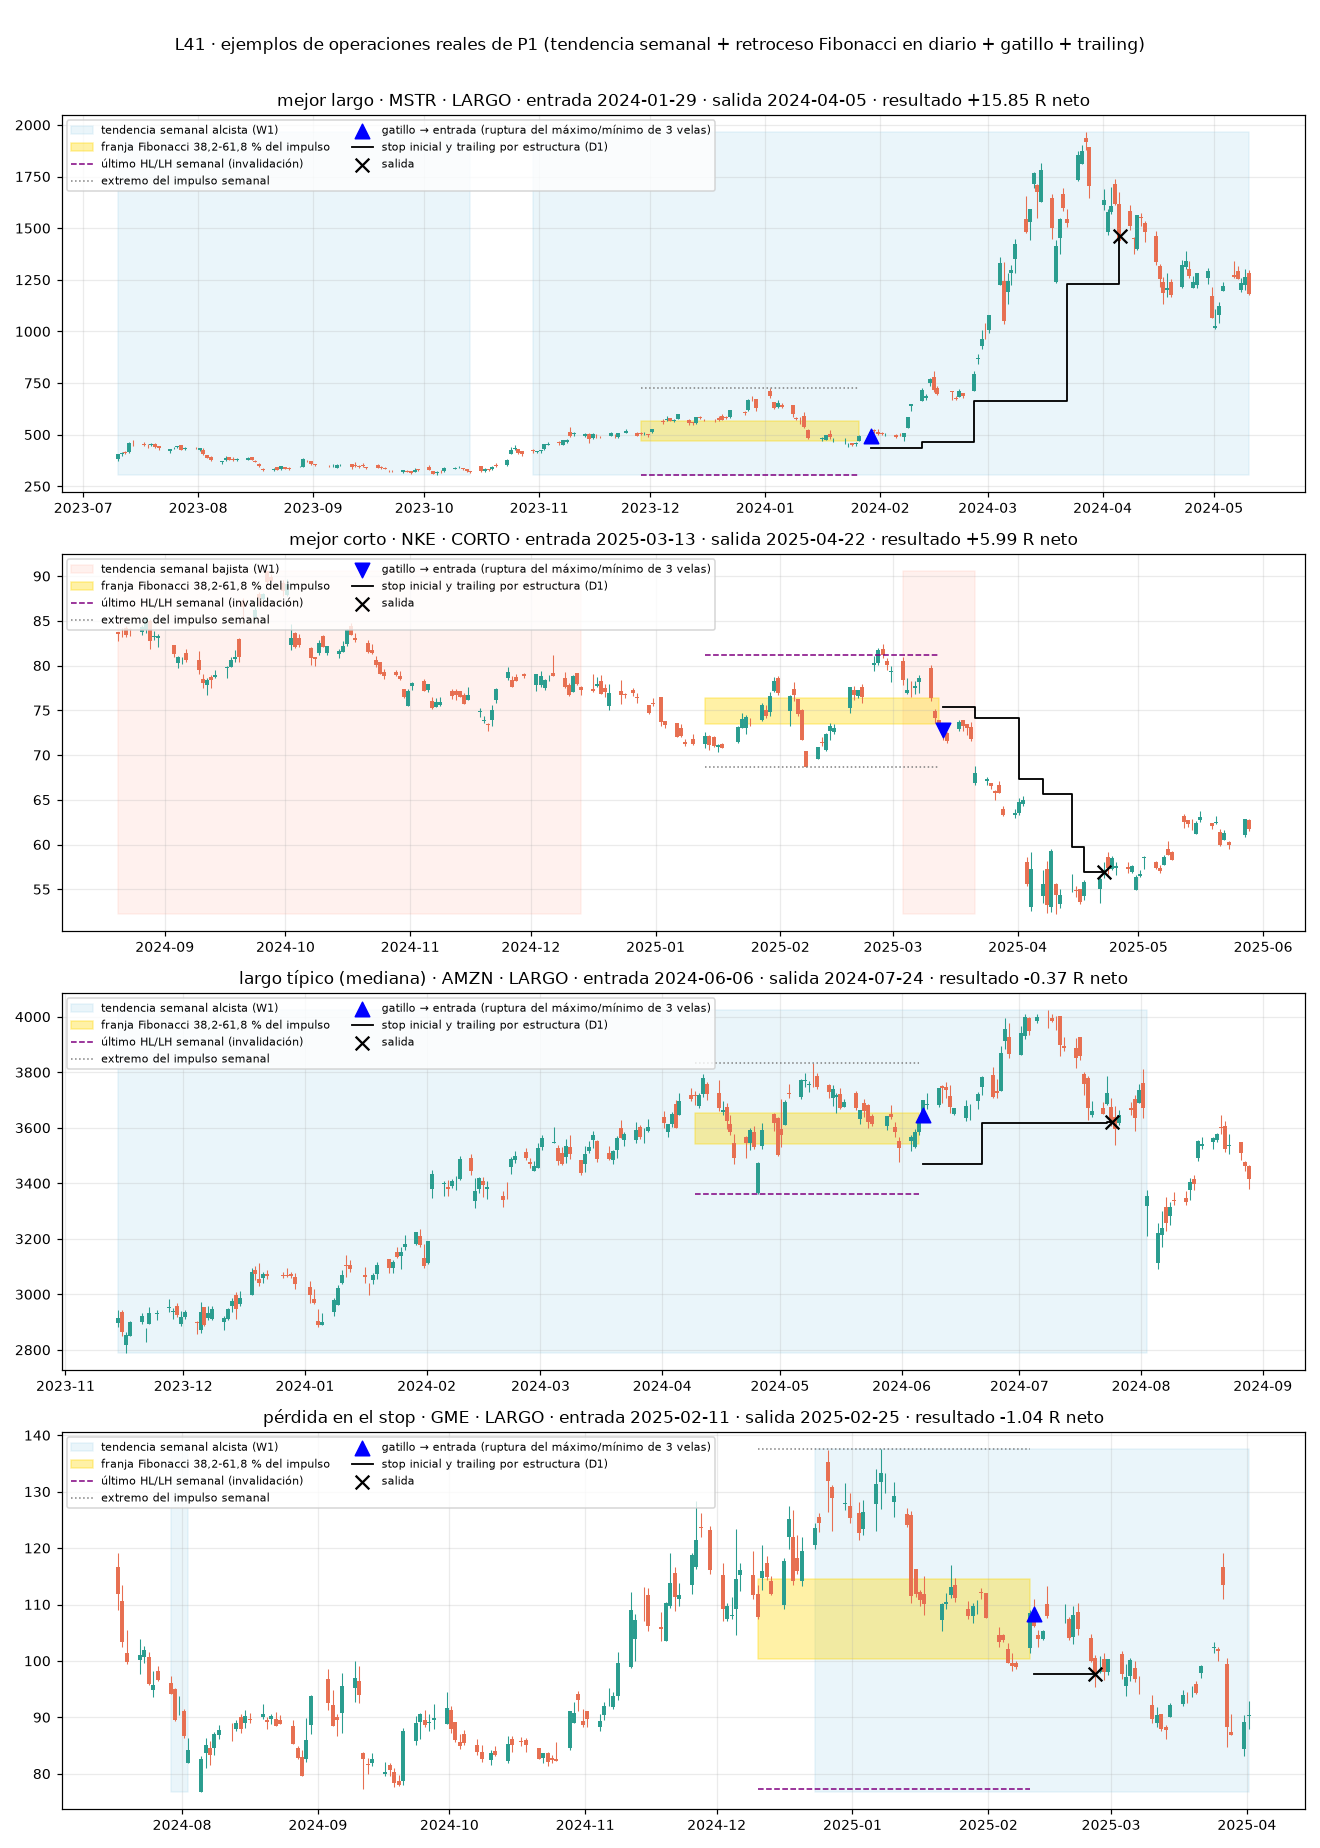 L41 · ejemplos de operaciones reales de P1 (tendencia semanal + retroceso Fibonacci en diario + gatillo + trailing)
mejor largo · MSTR · LARGO · entrada 2024-01-29 · salida 2024-04-05 · resultado +15.85 R neto
tendencia semanal alcista (W1)
franja Fibonacci 38,2-61,8 % del impulso
último HL/LH semanal (invalidación)
extremo del impulso semanal
gatillo → entrada (ruptura del máximo/mínimo de 3 velas)
stop inicial y trailing por estructura (D1)
salida
2000
1750
1500
1250
1000
750
500
250
2023-07 2023-08 2023-09 2023-10 2023-11 2023-12 2024-01 2024-02 2024-03 2024-04 2024-05
mejor corto · NKE · CORTO · entrada 2025-03-13 · salida 2025-04-22 · resultado +5.99 R neto
tendencia semanal bajista (W1)
franja Fibonacci 38,2-61,8 % del impulso
último HL/LH semanal (invalidación)
extremo del impulso semanal
gatillo → entrada (ruptura del máximo/mínimo de 3 velas)
stop inicial y trailing por estructura (D1)
salida
90
85
80
75
70
65
60
55
2024-09 2024-10 2024-11 2024-12 2025-01 2025-02 2025-03 2025-04 2025-05 2025-06
largo típico (mediana) · AMZN · LARGO · entrada 2024-06-06 · salida 2024-07-24 · resultado -0.37 R neto
tendencia semanal alcista (W1)
franja Fibonacci 38,2-61,8 % del impulso
último HL/LH semanal (invalidación)
extremo del impulso semanal
gatillo → entrada (ruptura del máximo/mínimo de 3 velas)
stop inicial y trailing por estructura (D1)
salida
4000
3800
3600
3400
3200
3000
2800
2023-11 2023-12 2024-01 2024-02 2024-03 2024-04 2024-05 2024-06 2024-07 2024-08 2024-09
pérdida en el stop · GME · LARGO · entrada 2025-02-11 · salida 2025-02-25 · resultado -1.04 R neto
tendencia semanal alcista (W1)
franja Fibonacci 38,2-61,8 % del impulso
último HL/LH semanal (invalidación)
extremo del impulso semanal
gatillo → entrada (ruptura del máximo/mínimo de 3 velas)
stop inicial y trailing por estructura (D1)
salida
140
130
120
110
100
90
80
2024-08 2024-09 2024-10 2024-11 2024-12 2025-01 2025-02 2025-03 2025-04